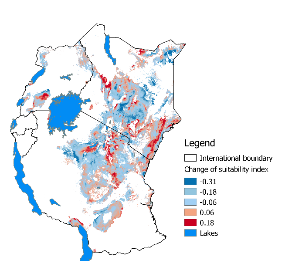 Legend
International boundary
Change of suitability index
-0.31
-0.18
-0.06
0.06
0.18
Lakes